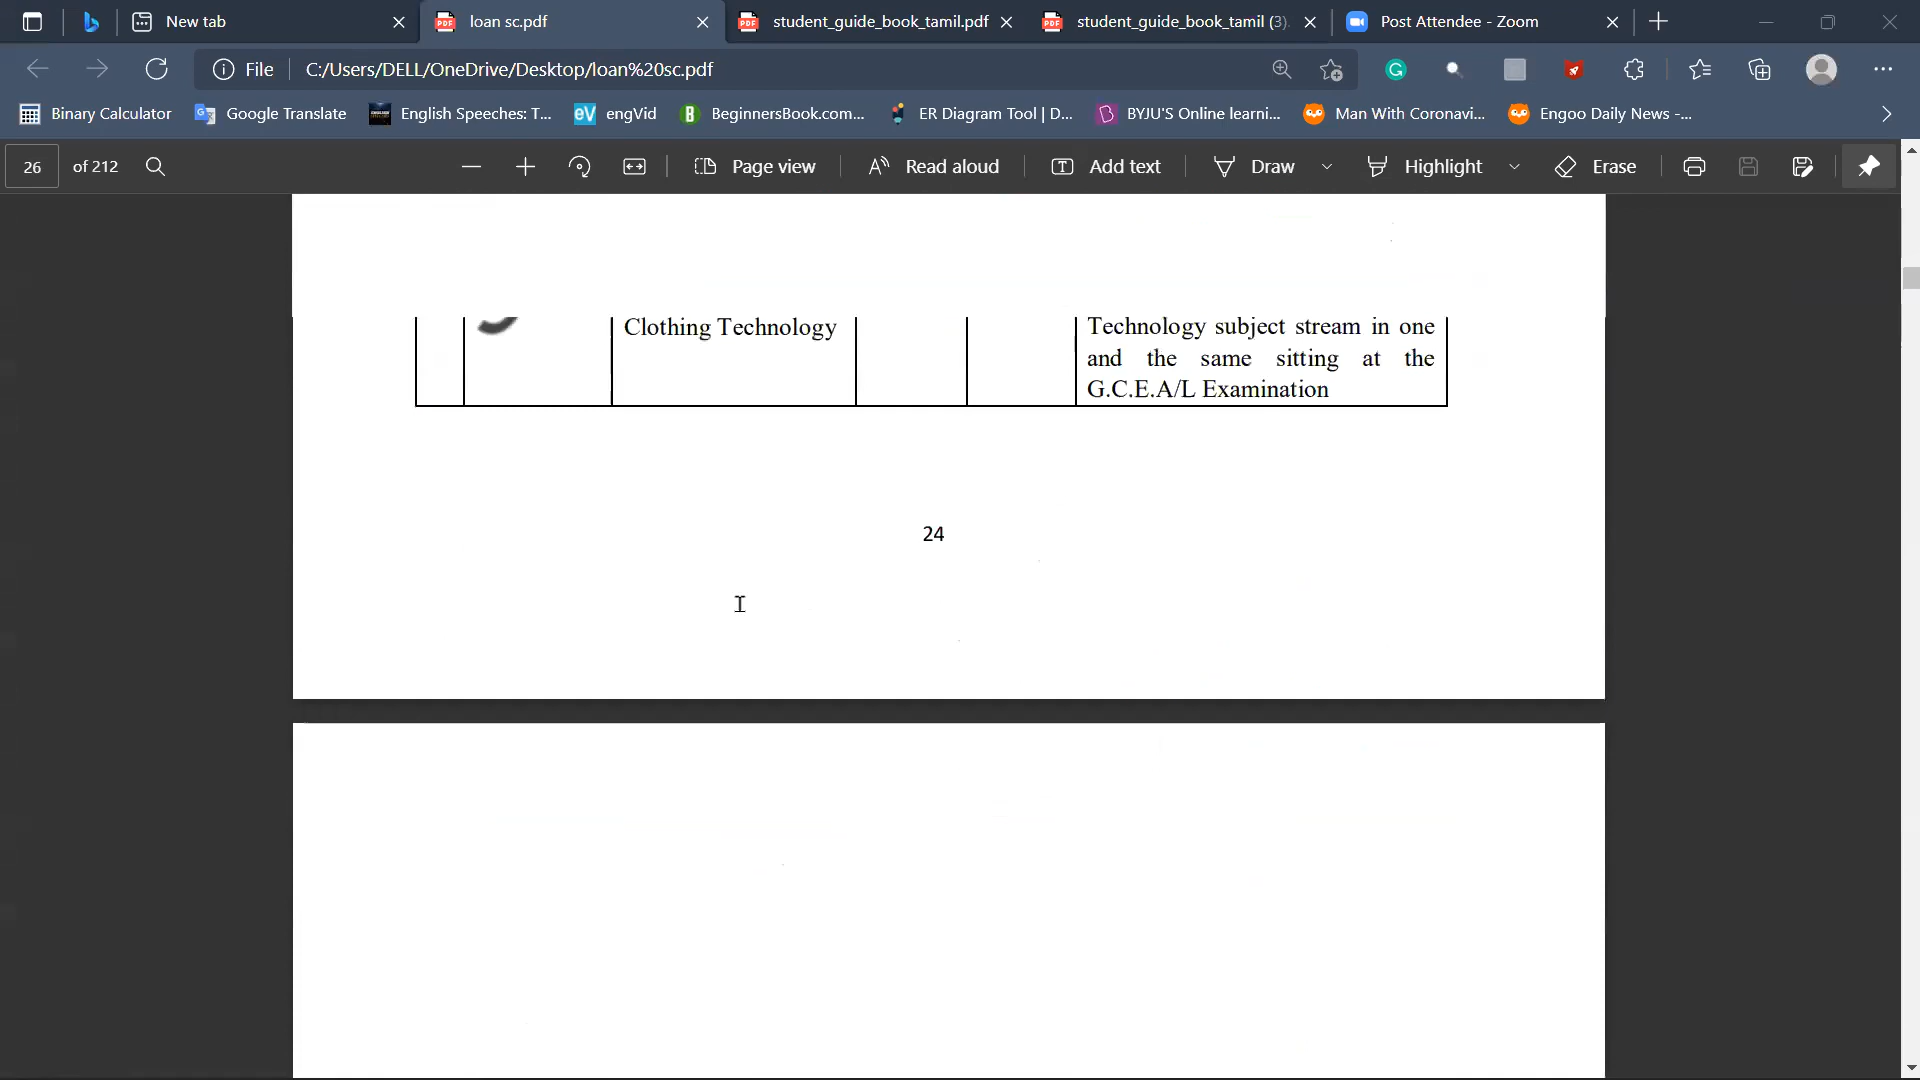 New tab
loan sc.pdf
student_guide_book_tamil.pdf
student_guide_book_tamil (3).
Post Attendee - Zoom
File
C:/Users/DELL/OneDrive/Desktop/loan%20sc.pdf
Binary Calculator
Google Translate
English Speeches: T...
eV engVid
B BeginnersBook.com...
ER Diagram Tool | D...
B BYJU'S Online learni...
Man With Coronavi...
Engoo Daily News -...
26 of 212
Page view
Read aloud
Add text
Draw
Highlight
Erase
Clothing Technology
Technology subject stream in one
and the same sitting at the
G.C.E.A/L Examination
24